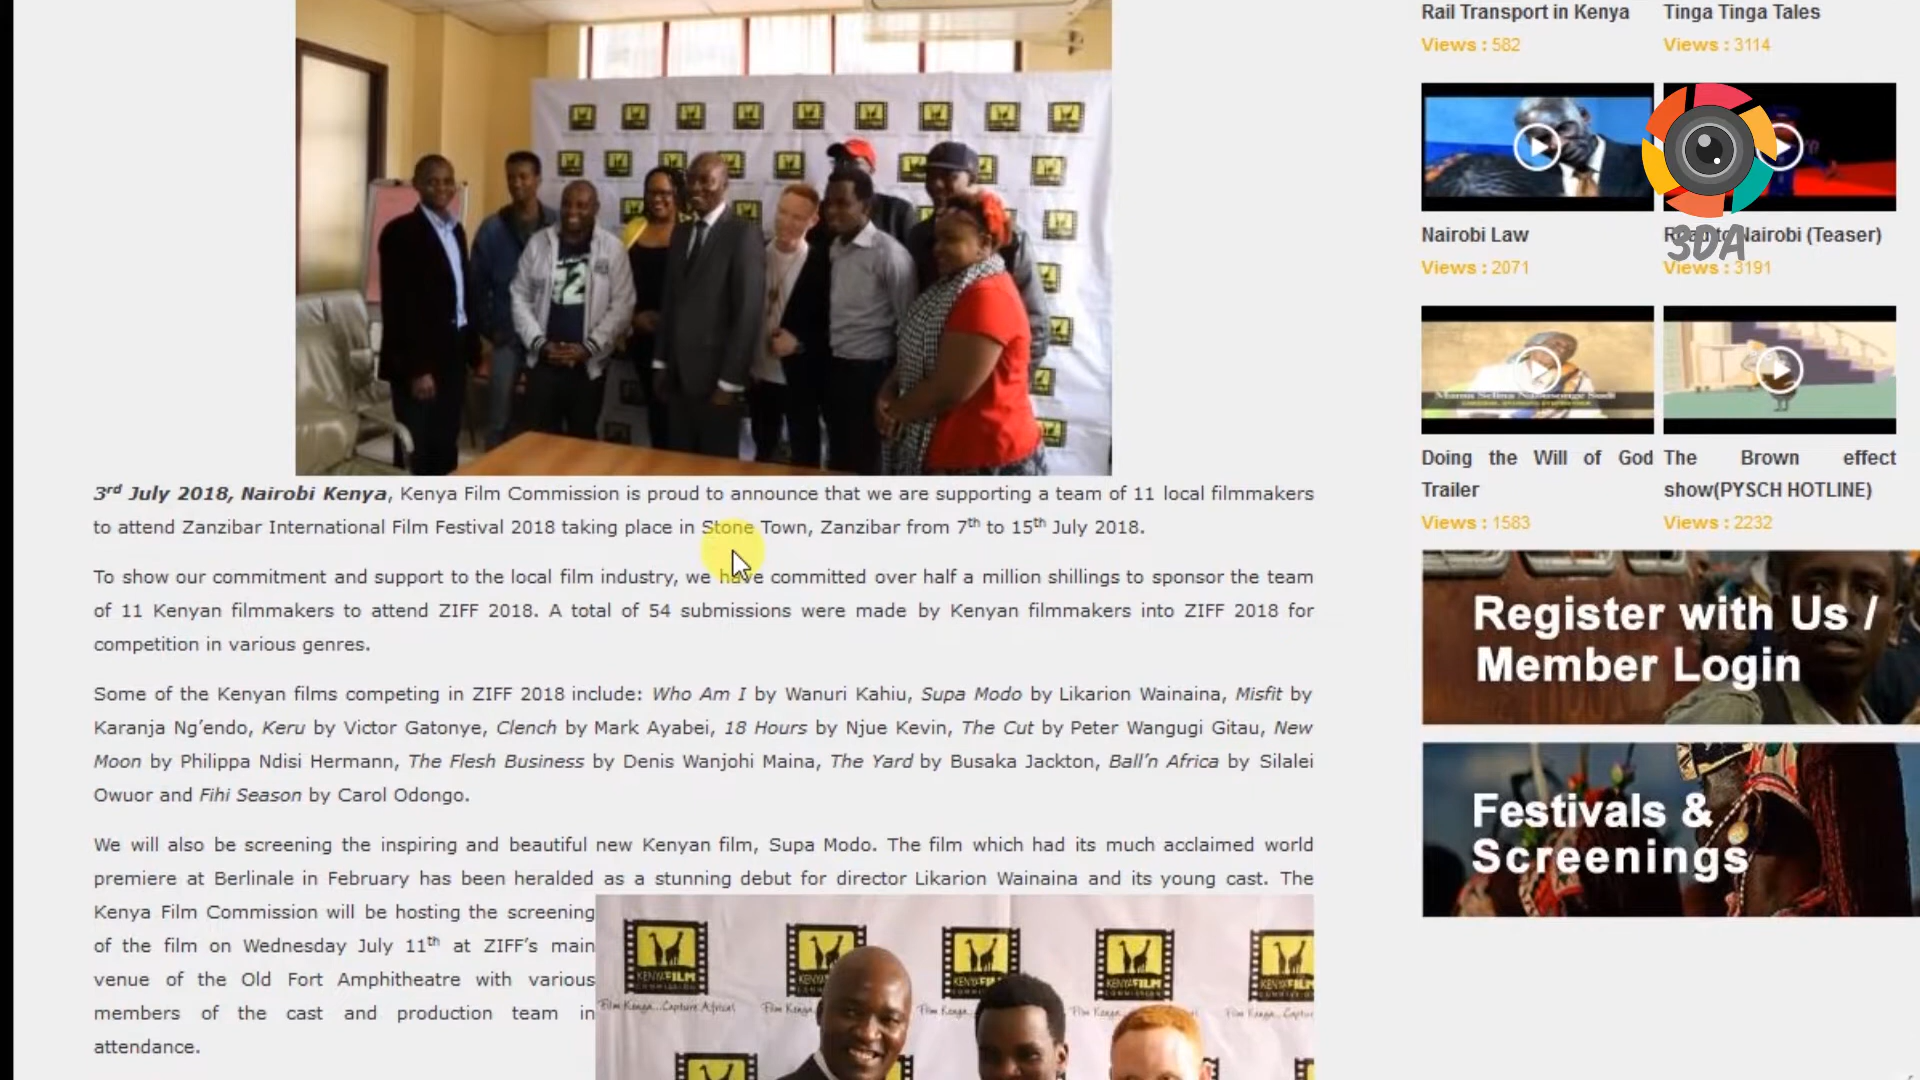 3rd July 2018, Nairobi Kenya, Kenya Film Commission is proud to announce that we are supporting a team of 11 local filmmakers
to attend Zanzibar International Film Festival 2018 taking place in Stone Town, Zanzibar from 7th to 15th July 2018.
To show our commitment and support to the local film industry, we have committed over half a million shillings to sponsor the team
of 11 Kenyan filmmakers to attend ZIFF 2018. A total of 54 submissions were made by Kenyan filmmakers into ZIFF 2018 for
competition in various genres.
Some of the Kenyan films competing in ZIFF 2018 include: Who Am I by Wanuri Kahiu, Supa Modo by Likarion Wainaina, Misfit by
Karanja Ng’endo, Keru by Victor Gatonye, Clench by Mark Ayabei, 18 Hours by Njue Kevin, The Cut by Peter Wangugi Gitau, New
Moon by Philippa Ndisi Hermann, The Flesh Business by Denis Wanjohi Maina, The Yard by Busaka Jackton, Ball’n Africa by Silalei
Owuor and Fihi Season by Carol Odongo.
We will also be screening the inspiring and beautiful new Kenyan film, Supa Modo. The film which had its much acclaimed world
premiere at Berlinale in February has been heralded as a stunning debut for director Likarion Wainaina and its young cast. The
Kenya Film Commission will be hosting the screening
of the film on Wednesday July 11th at ZIFF’s main
venue of the Old Fort Amphitheatre with various
members of the cast and production team in
attendance.
KENYA FILM
COMMISSION
Film Kenya...Capture Africa!
Rail Transport in Kenya
Views : 582
Tinga Tinga Tales
Views : 3114
Nairobi Law
Views : 2071
Road to Nairobi (Teaser)
Views : 3191
3DA
Doing the Will of God
Trailer
Views : 1583
The Brown effect
show(PYSCH HOTLINE)
Views : 2232
Register with Us /
Member Login
Festivals &
Screenings